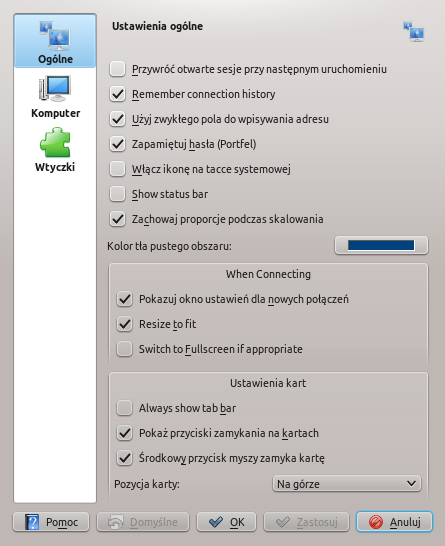 Ogólne
Komputer
Wtyczki
Ustawienia ogólne
Przywróć otwarte sesje przy następnym uruchomieniu
Remember connection history
Użyj zwykłego pola do wpisywania adresu
Zapamiętuj hasła (Portfel)
Włącz ikonę na tacce systemowej
Show status bar
Zachowaj proporcje podczas skalowania
Kolor tła pustego obszaru:
When Connecting
Pokazuj okno ustawień dla nowych połączeń
Resize to fit
Switch to Fullscreen if appropriate
Ustawienia kart
Always show tab bar
Pokaż przyciski zamykania na kartach
Środkowy przycisk myszy zamyka kartę
Pozycja karty: Na górze
Pomoc Domyślne OK Zastosuj Anuluj